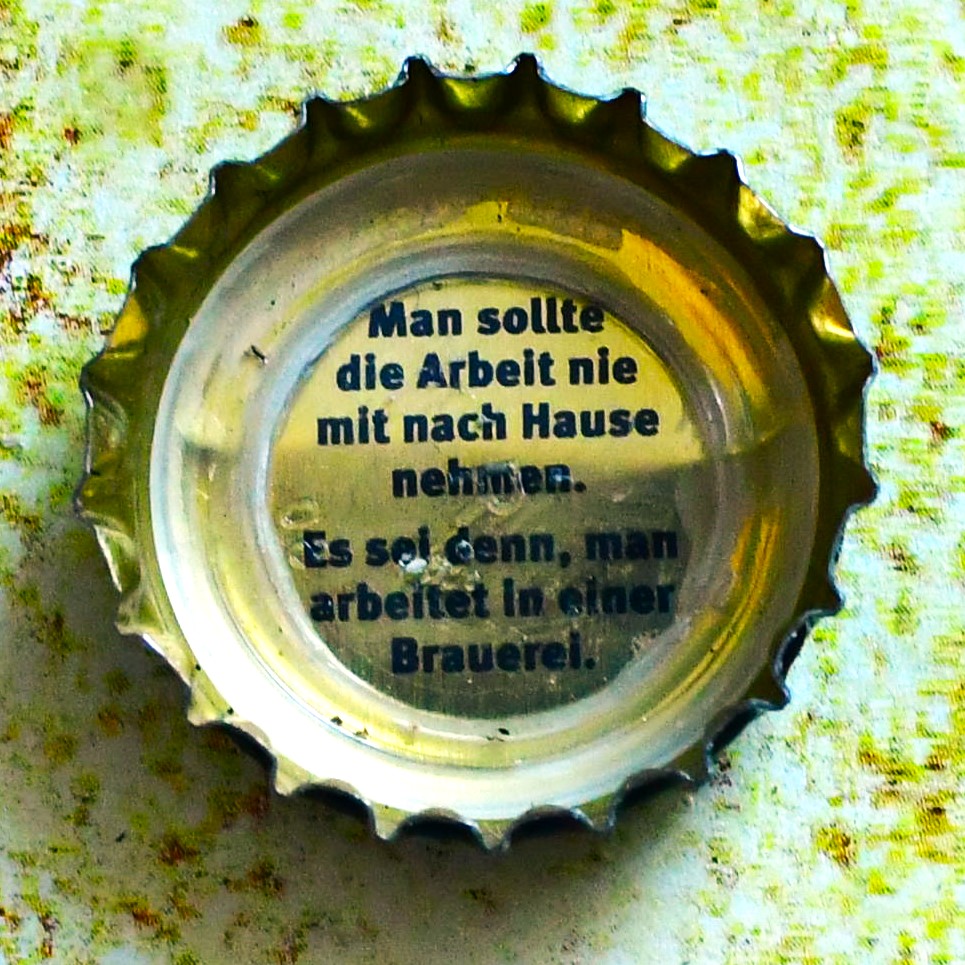 Man sollte
die Arbeit nie
mit nach Hause
nehmen.
Es sei denn, man
arbeitet in einer
Brauerei.